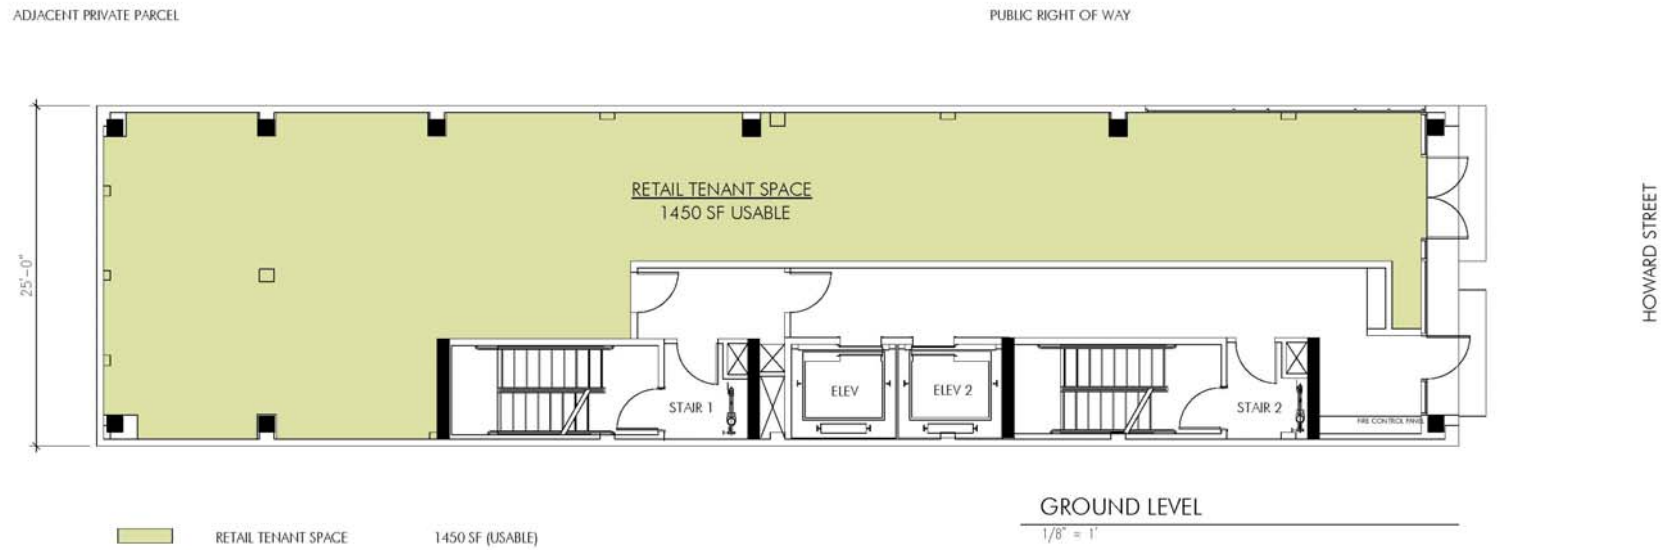 ADJACENT PRIVATE PARCEL
PUBLIC RIGHT OF WAY
RETAIL TENANT SPACE
1450 SF USABLE
25'-0"
HOWARD STREET
ELEV
ELEV 2
STAIR 1
STAIR 2
FIRE CONTROL PANEL
GROUND LEVEL
1/8" = 1'
RETAIL TENANT SPACE 1450 SF (USABLE)